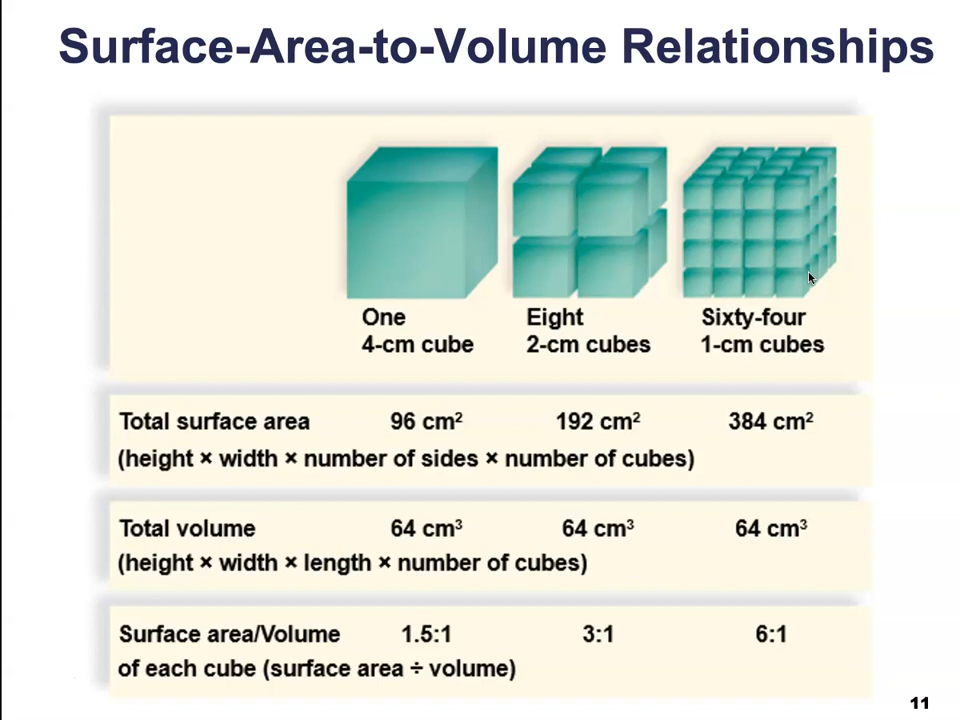 Surface-Area-to-Volume Relationships
One
4-cm cube
Eight
2-cm cubes
Sixty-four
1-cm cubes
Total surface area 96 cm² 192 cm² 384 cm²
(height × width × number of sides × number of cubes)
Total volume 64 cm³ 64 cm³ 64 cm³
(height × width × length × number of cubes)
Surface area/Volume 1.5:1 3:1 6:1
of each cube (surface area ÷ volume)
11